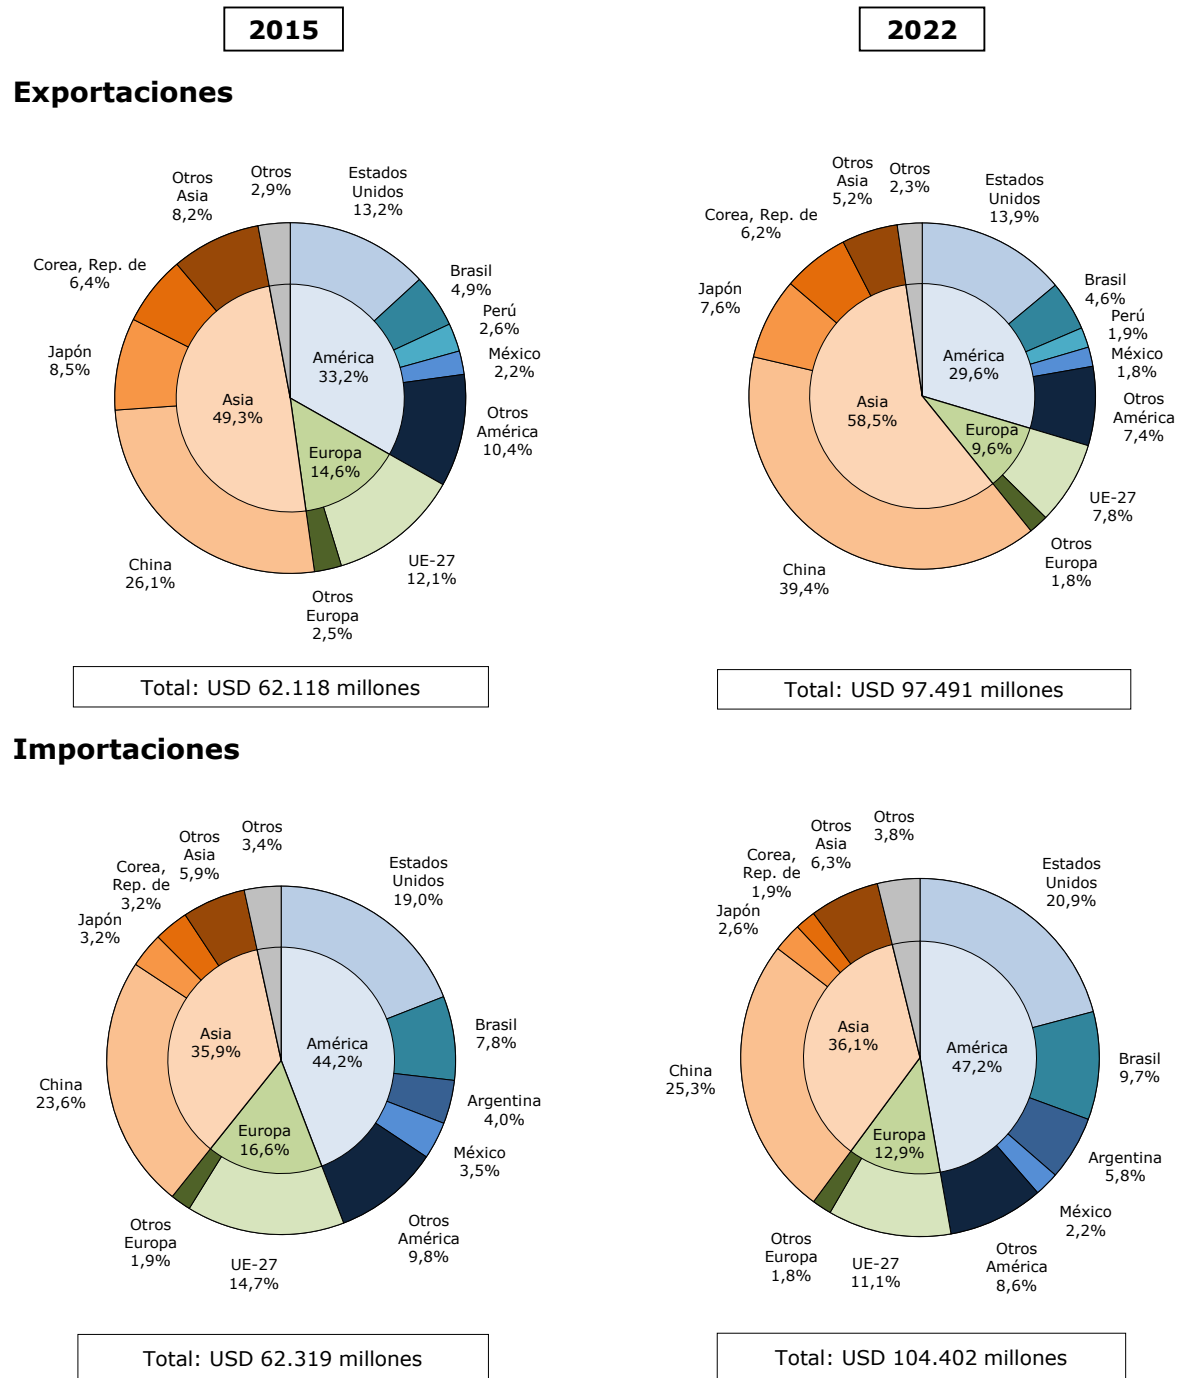 2015
2022
Exportaciones
Otros
Asia
8,2%
Otros
2,9%
Estados
Unidos
13,2%
Corea, Rep. de
6,4%
Brasil
4,9%
Perú
2,6%
Japón
8,5%
América
33,2%
México
2,2%
Asia
49,3%
Otros
América
10,4%
Europa
14,6%
China
26,1%
UE-27
12,1%
Otros
Europa
2,5%
Total: USD 62.118 millones
Otros
Asia
5,2%
Otros
2,3%
Estados
Unidos
13,9%
Corea, Rep. de
6,2%
Brasil
4,6%
Japón
7,6%
Perú
1,9%
América
29,6%
México
1,8%
Asia
58,5%
Otros
América
7,4%
Europa
9,6%
UE-27
7,8%
China
39,4%
Otros
Europa
1,8%
Total: USD 97.491 millones
Importaciones
Otros
Asia
5,9%
Otros
3,4%
Estados
Unidos
19,0%
Corea,
Rep. de
3,2%
Japón
3,2%
Asia
35,9%
América
44,2%
Brasil
7,8%
China
23,6%
Argentina
4,0%
Europa
16,6%
México
3,5%
Otros
Europa
1,9%
UE-27
14,7%
Otros
América
9,8%
Total: USD 62.319 millones
Otros
Asia
6,3%
Otros
3,8%
Estados
Unidos
20,9%
Corea,
Rep. de
1,9%
Japón
2,6%
Asia
36,1%
América
47,2%
Brasil
9,7%
China
25,3%
Europa
12,9%
Argentina
5,8%
México
2,2%
Otros
Europa
1,8%
UE-27
11,1%
Otros
América
8,6%
Total: USD 104.402 millones